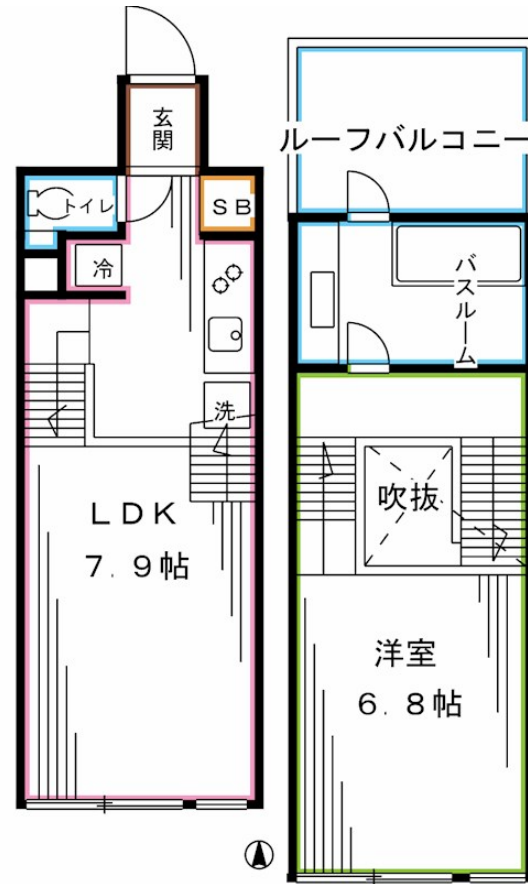 玄関
トイレ
SB
冷
洗
LDK
7.9帖
ルーフバルコニー
バスルーム
吹抜
洋室
6.8帖